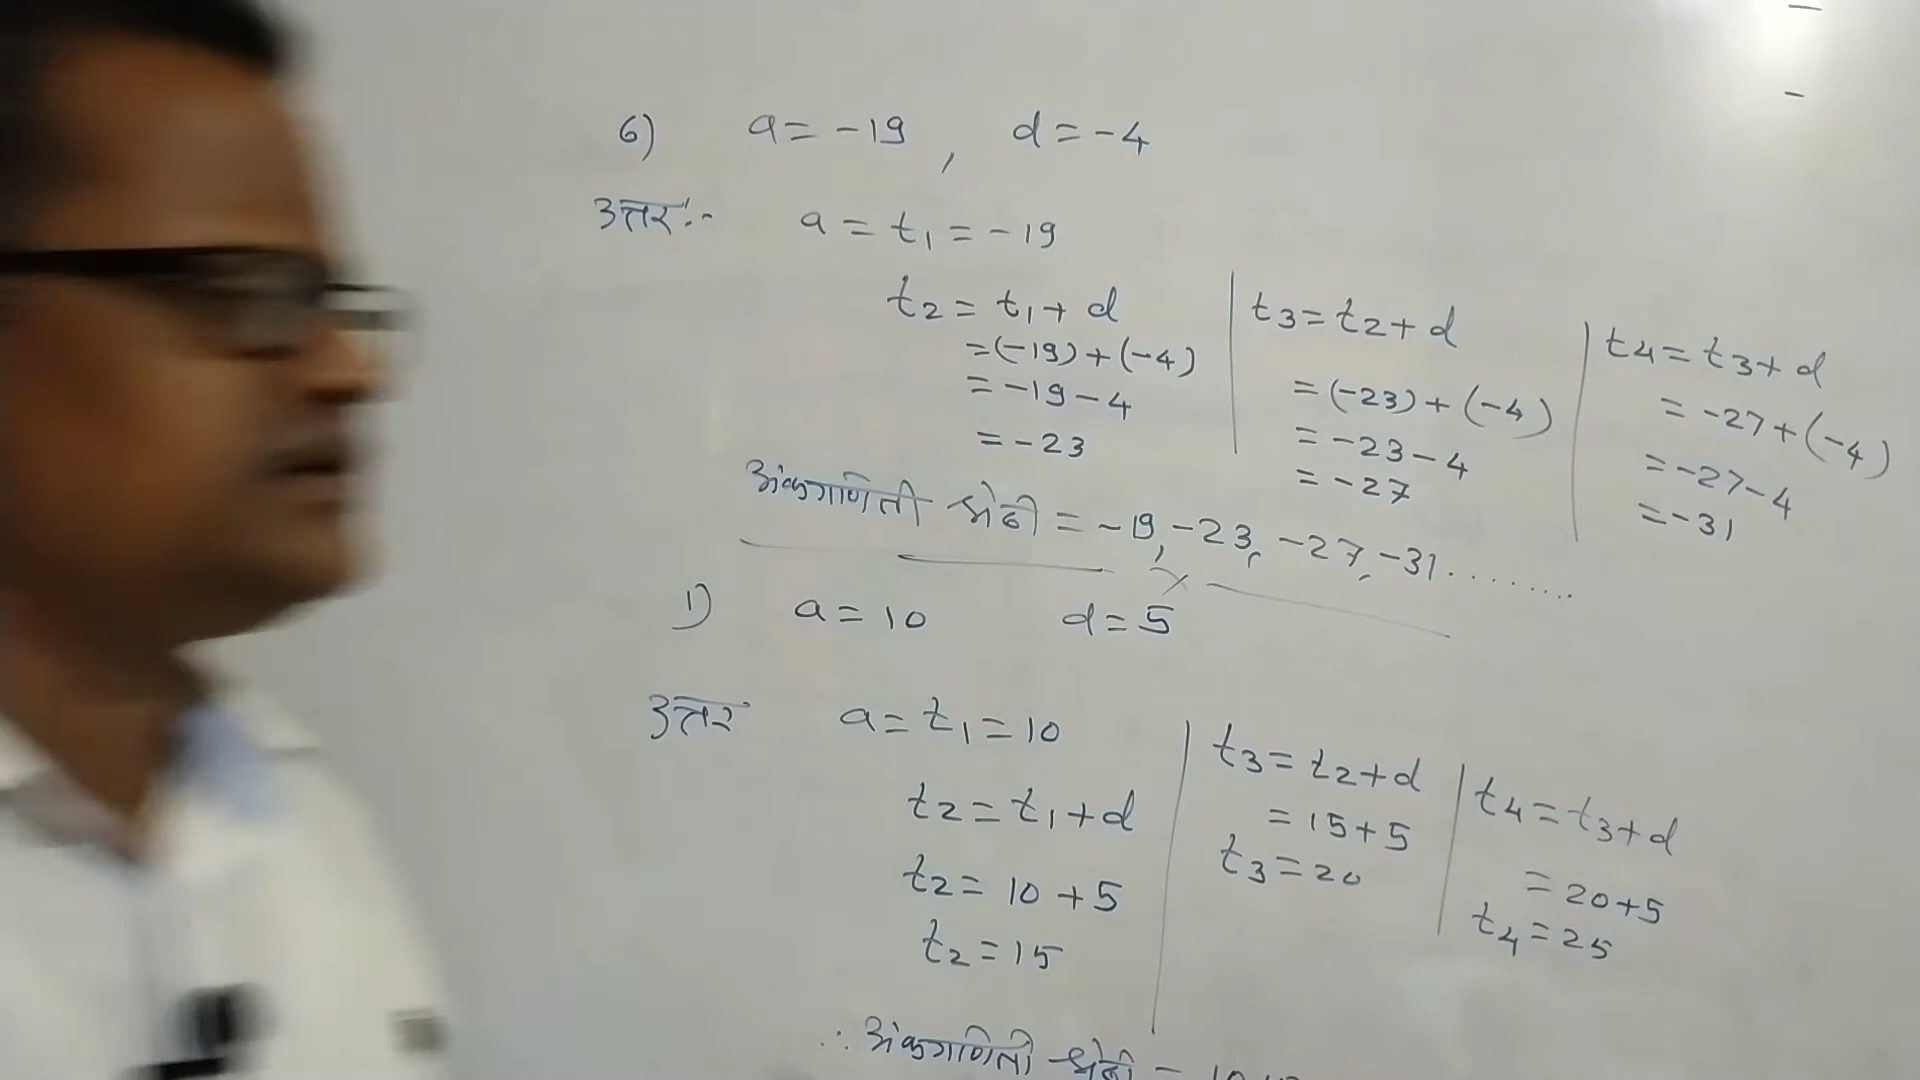 6) a = -19 , d = -4
उत्तर :- a = t1 = -19
t2 = t1 + d
= (-19) + (-4)
= -19 - 4
= -23
t3 = t2 + d
= (-23) + (-4)
= -23 - 4
= -27
t4 = t3 + d
= -27 + (-4)
= -27 - 4
= -31
अंकगणिती श्रेढी = -19, -23, -27, -31 .......
1) a = 10 d = 5
उत्तर a = t1 = 10
t2 = t1 + d
t2 = 10 + 5
t2 = 15
t3 = t2 + d
= 15 + 5
t3 = 20
t4 = t3 + d
= 20 + 5
t4 = 25
∴ अंकगणिती श्रेढी - 10